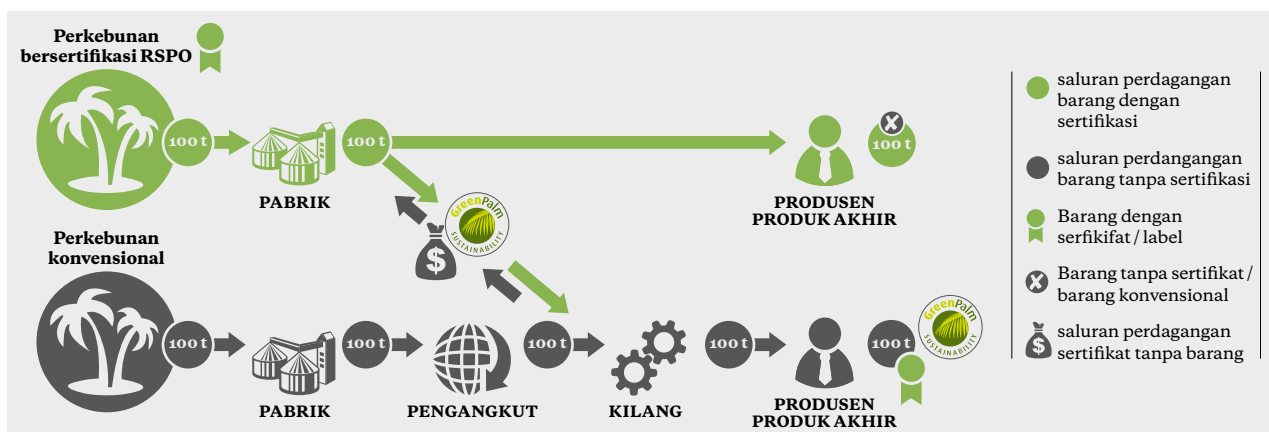 Perkebunan
bersertifikasi RSPO
100 t
100 t
100 t
PABRIK
PRODUSEN
PRODUK AKHIR
GreenPalm
SUSTAINABILITY
$
Perkebunan
konvensional
100 t
100 t
100 t
100 t
100 t
PABRIK
PENGANGKUT
KILANG
PRODUSEN
PRODUK AKHIR
GreenPalm
SUSTAINABILITY
saluran perdagangan
barang dengan
sertifikasi
saluran perdangangan
barang tanpa sertifikasi
Barang dengan
serfikifat / label
Barang tanpa sertifikat /
barang konvensional
$
saluran perdagangan
sertifikat tanpa barang